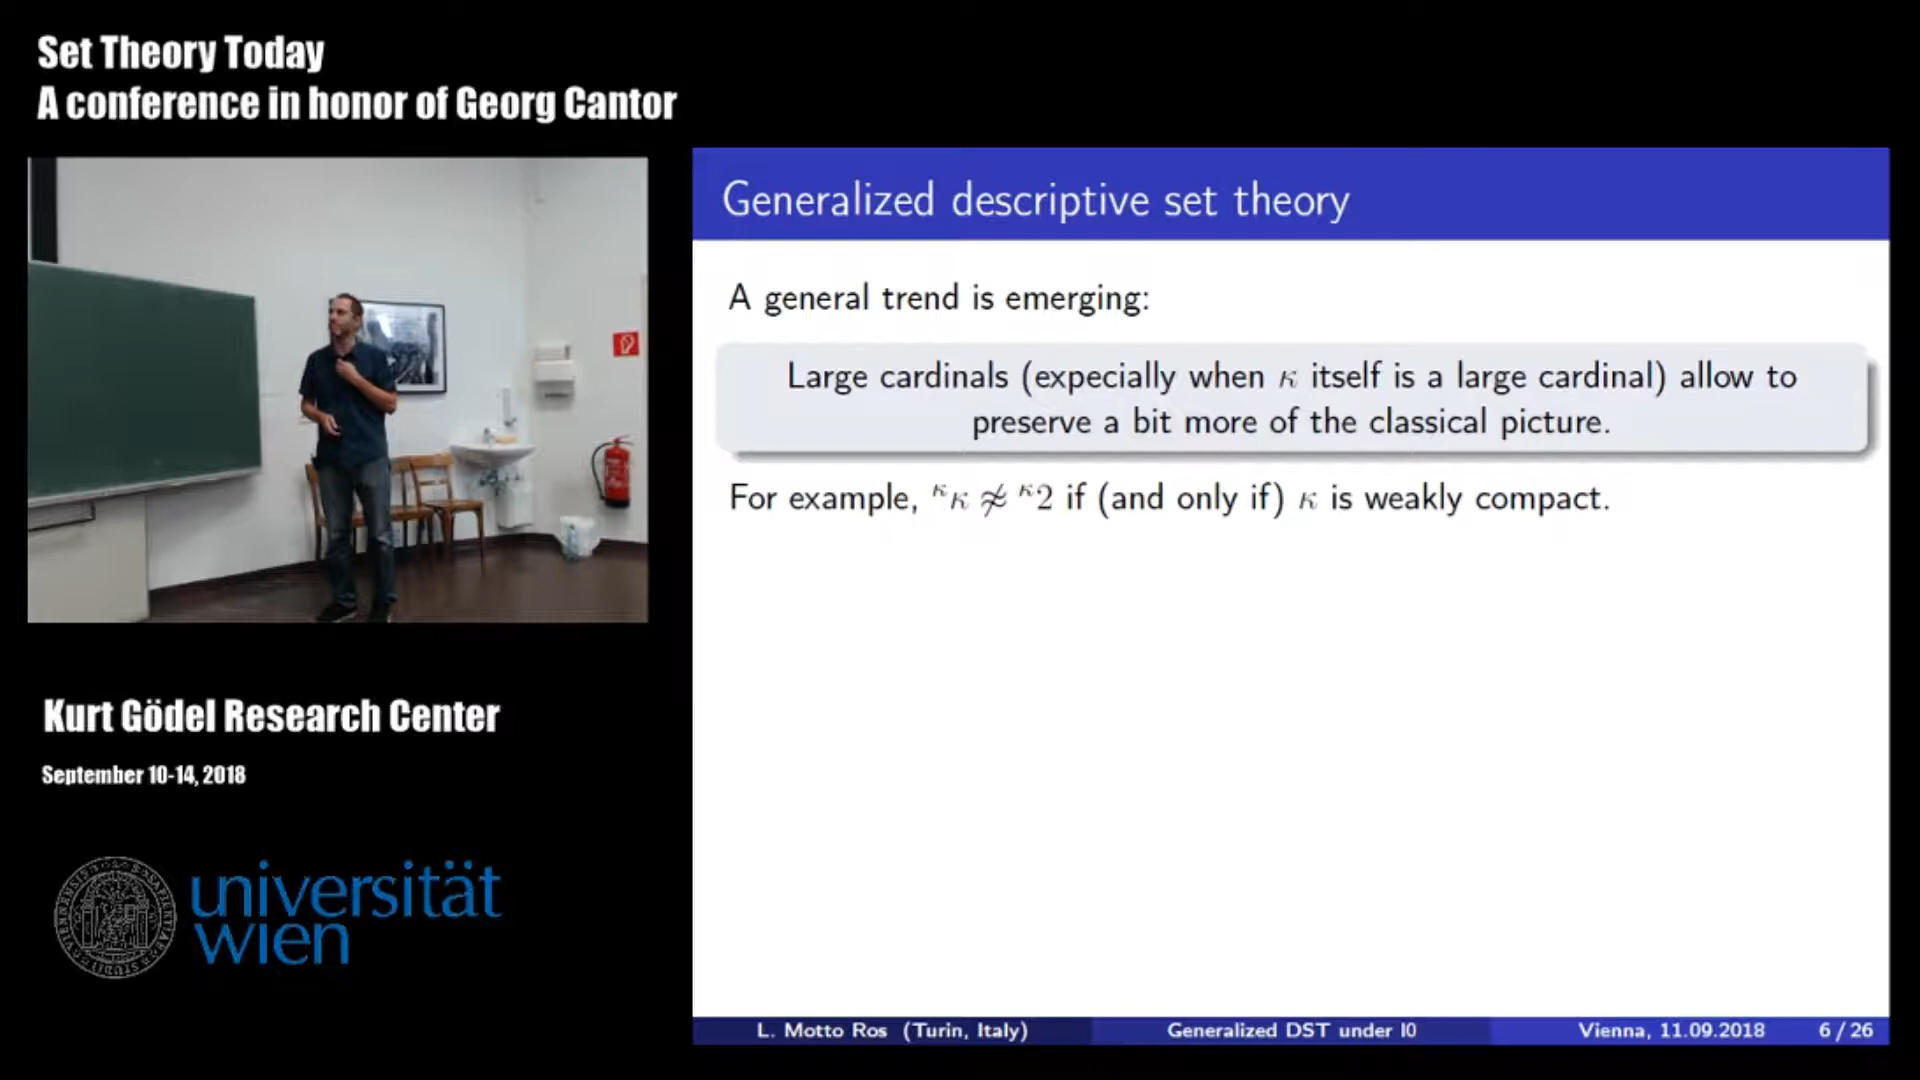 Set Theory Today
A conference in honor of Georg Cantor
Generalized descriptive set theory
A general trend is emerging:
Large cardinals (expecially when κ itself is a large cardinal) allow to
preserve a bit more of the classical picture.
For example, ᵏκ ≉ ᵏ2 if (and only if) κ is weakly compact.
Kurt Gödel Research Center
September 10-14, 2018
universität
wien
L. Motto Ros (Turin, Italy) Generalized DST under I0 Vienna, 11.09.2018 6 / 26